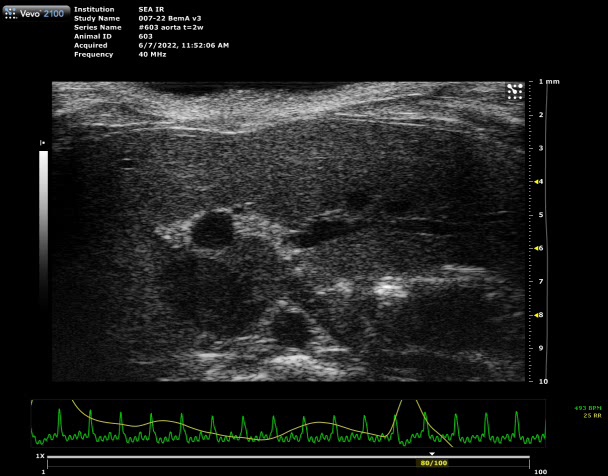 Vevo 2100
Institution SEA IR
Study Name 007-22 BemA v3
Series Name #603 aorta t=2w
Animal ID 603
Acquired 6/7/2022, 11:52:06 AM
Frequency 40 MHz
1 mm
2
3
4
5
6
7
8
9
10
493 BPM
25 RR
1X
80/100
1 100